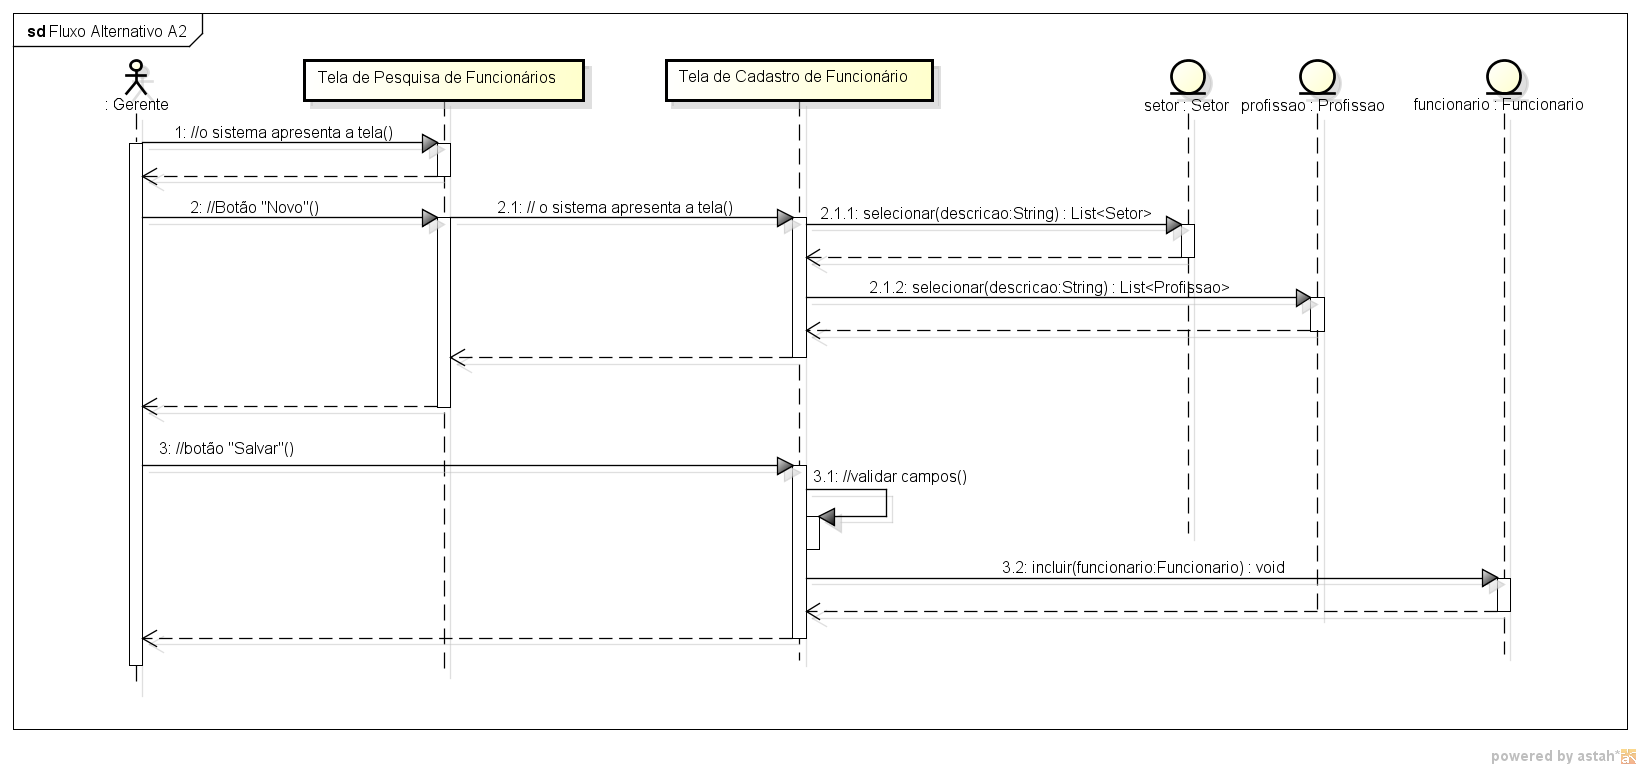 sd Fluxo Alternativo A2
: Gerente
Tela de Pesquisa de Funcionários
Tela de Cadastro de Funcionário
setor : Setor
profissao : Profissao
funcionario : Funcionario
1: //o sistema apresenta a tela()
2: //Botão "Novo"()
2.1: // o sistema apresenta a tela()
2.1.1: selecionar(descricao:String) : List<Setor>
2.1.2: selecionar(descricao:String) : List<Profissao>
3: //botão "Salvar"()
3.1: //validar campos()
3.2: incluir(funcionario:Funcionario) : void
powered by astah*